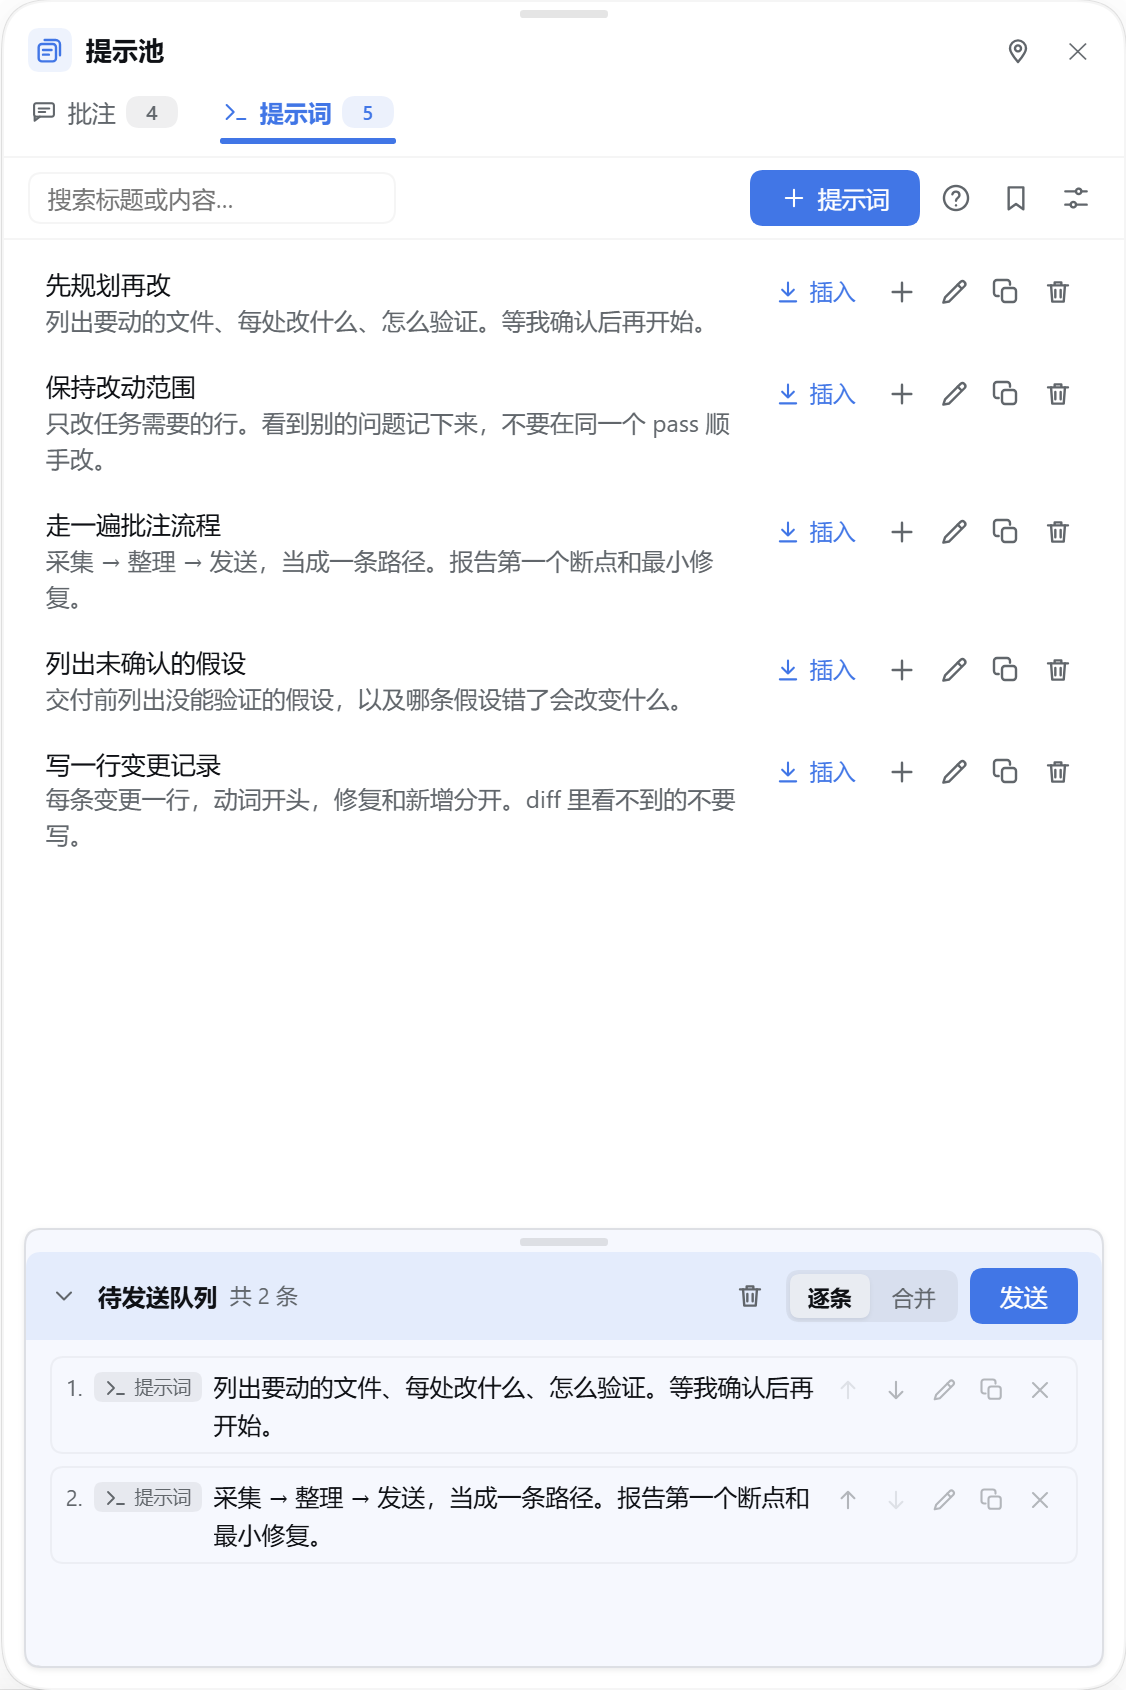 提示池
批注 4 提示词 5
搜索标题或内容... + 提示词
先规划再改 插入
列出要动的文件、每处改什么、怎么验证。等我确认后再开始。
保持改动范围 插入
只改任务需要的行。看到别的问题记下来，不要在同一个 pass 顺
手改。
走一遍批注流程 插入
采集 → 整理 → 发送，当成一条路径。报告第一个断点和最小修
复。
列出未确认的假设 插入
交付前列出没能验证的假设，以及哪条假设错了会改变什么。
写一行变更记录 插入
每条变更一行，动词开头，修复和新增分开。diff 里看不到的不要
写。
待发送队列 共 2 条 逐条 合并 发送
1. 提示词 列出要动的文件、每处改什么、怎么验证。等我确认后再
开始。
2. 提示词 采集 → 整理 → 发送，当成一条路径。报告第一个断点和
最小修复。